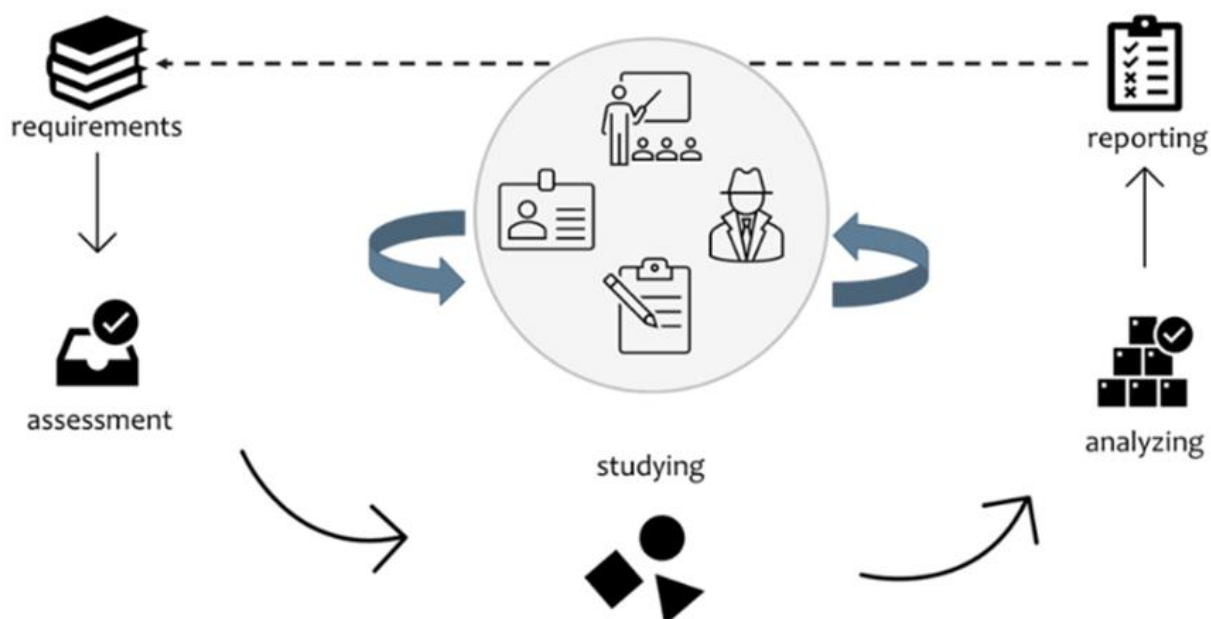 requirements
reporting
assessment
studying
analyzing